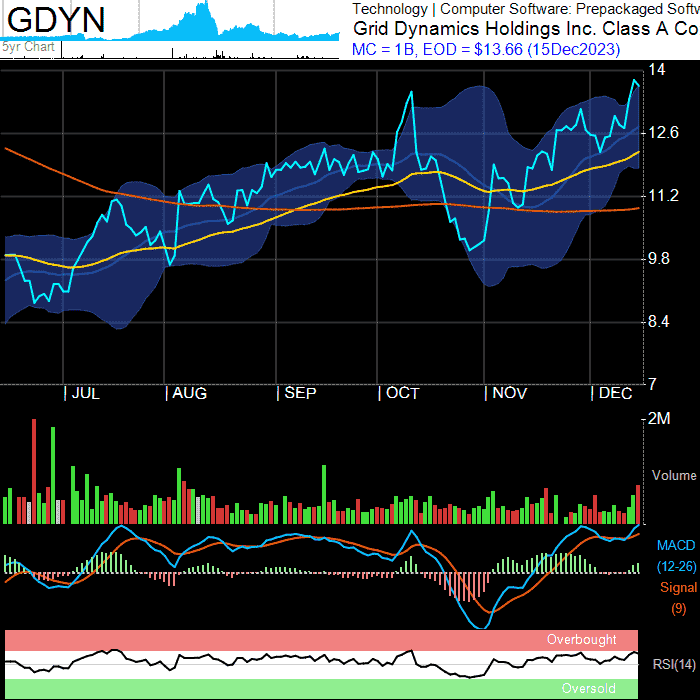 GDYN
5yr Chart
Technology | Computer Software: Prepackaged Softw
Grid Dynamics Holdings Inc. Class A Co
MC = 1B, EOD = $13.66 (15Dec2023)
14
12.6
11.2
9.8
8.4
7
| JUL | AUG | SEP | OCT | NOV | DEC
2M
Volume
MACD
(12-26)
Signal
(9)
Overbought
RSI(14)
Oversold